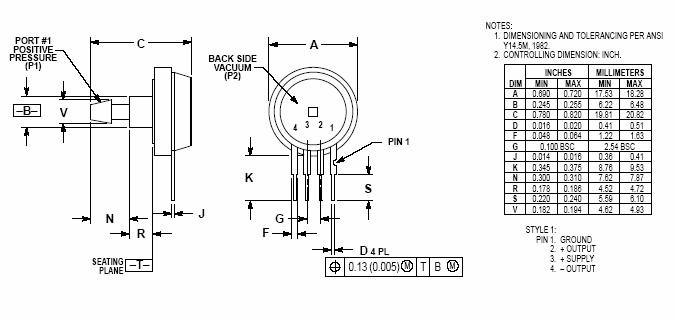 PORT #1
POSITIVE
PRESSURE
(P1)
C
A
BACK SIDE
VACUUM
(P2)
–B–
V
4 3 2 1
PIN 1
K
S
N
J
R
G
F
D 4 PL
SEATING
PLANE
–T–
⌖ 0.13 (0.005) Ⓜ T B Ⓜ
NOTES:
1. DIMENSIONING AND TOLERANCING PER ANSI
Y14.5M, 1982.
2. CONTROLLING DIMENSION: INCH.
INCHES MILLIMETERS
DIM MIN MAX MIN MAX
A 0.690 0.720 17.53 18.28
B 0.245 0.255 6.22 6.48
C 0.780 0.820 19.81 20.82
D 0.016 0.020 0.41 0.51
F 0.048 0.064 1.22 1.63
G 0.100 BSC 2.54 BSC
J 0.014 0.016 0.36 0.41
K 0.345 0.375 8.76 9.53
N 0.300 0.310 7.62 7.87
R 0.178 0.186 4.52 4.72
S 0.220 0.240 5.59 6.10
V 0.182 0.194 4.62 4.93
STYLE 1:
PIN 1. GROUND
2. + OUTPUT
3. + SUPPLY
4. – OUTPUT